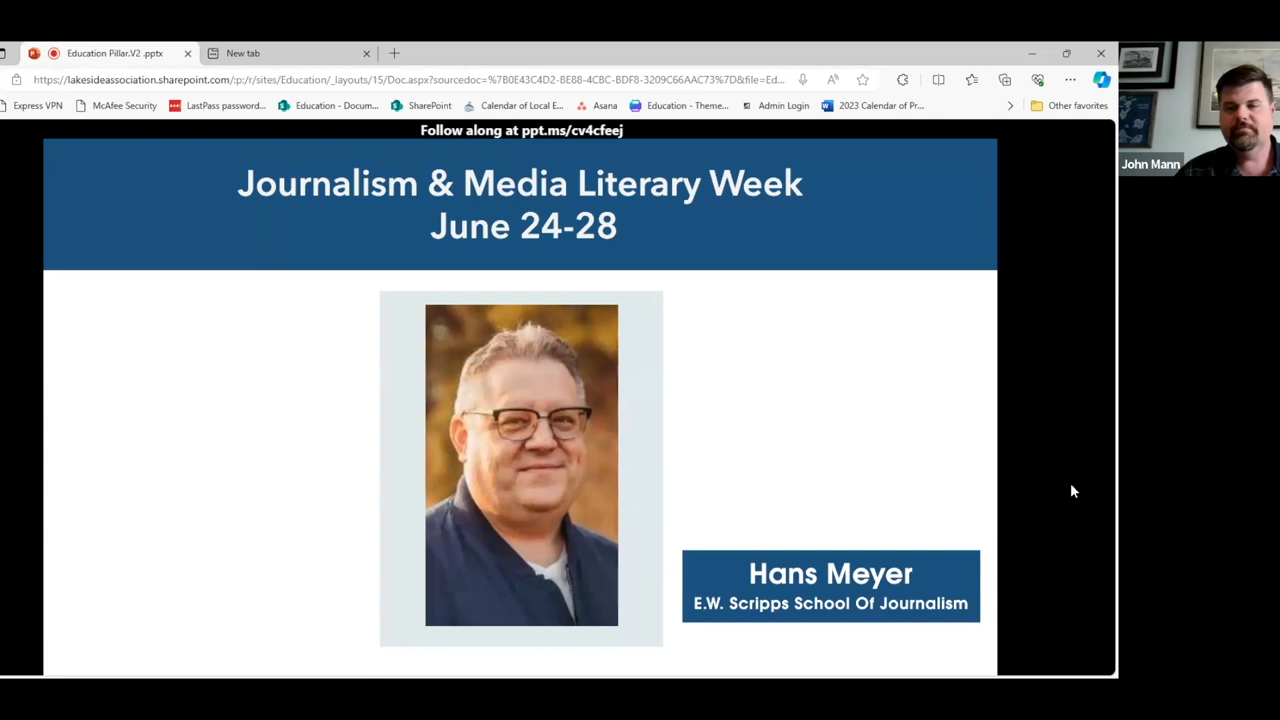 Education Pillar.V2 .pptx
New tab
https://lakesideassociation.sharepoint.com/:p:/r/sites/Education/_layouts/15/Doc.aspx?sourcedoc=%7B0E43C4D2-BE88-4CBC-BDF8-3209C66AAC73%7D&file=Ed...
Express VPN
McAfee Security
LastPass password...
Education - Docum...
SharePoint
Calendar of Local E...
Asana
Education - Theme...
Admin Login
2023 Calendar of Pr...
Other favorites
Follow along at ppt.ms/cv4cfeej
John Mann
Journalism & Media Literary Week
June 24-28
Hans Meyer
E.W. Scripps School Of Journalism